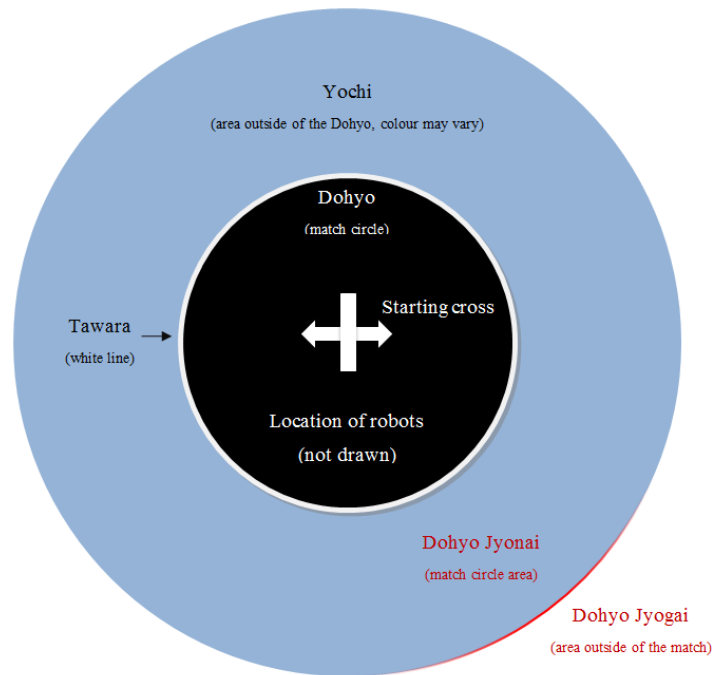 Yochi
(area outside of the Dohyo, colour may vary)
Dohyo
(match circle)
Starting cross
Tawara
(white line)
Location of robots
(not drawn)
Dohyo Jyonai
(match circle area)
Dohyo Jyogai
(area outside of the match)